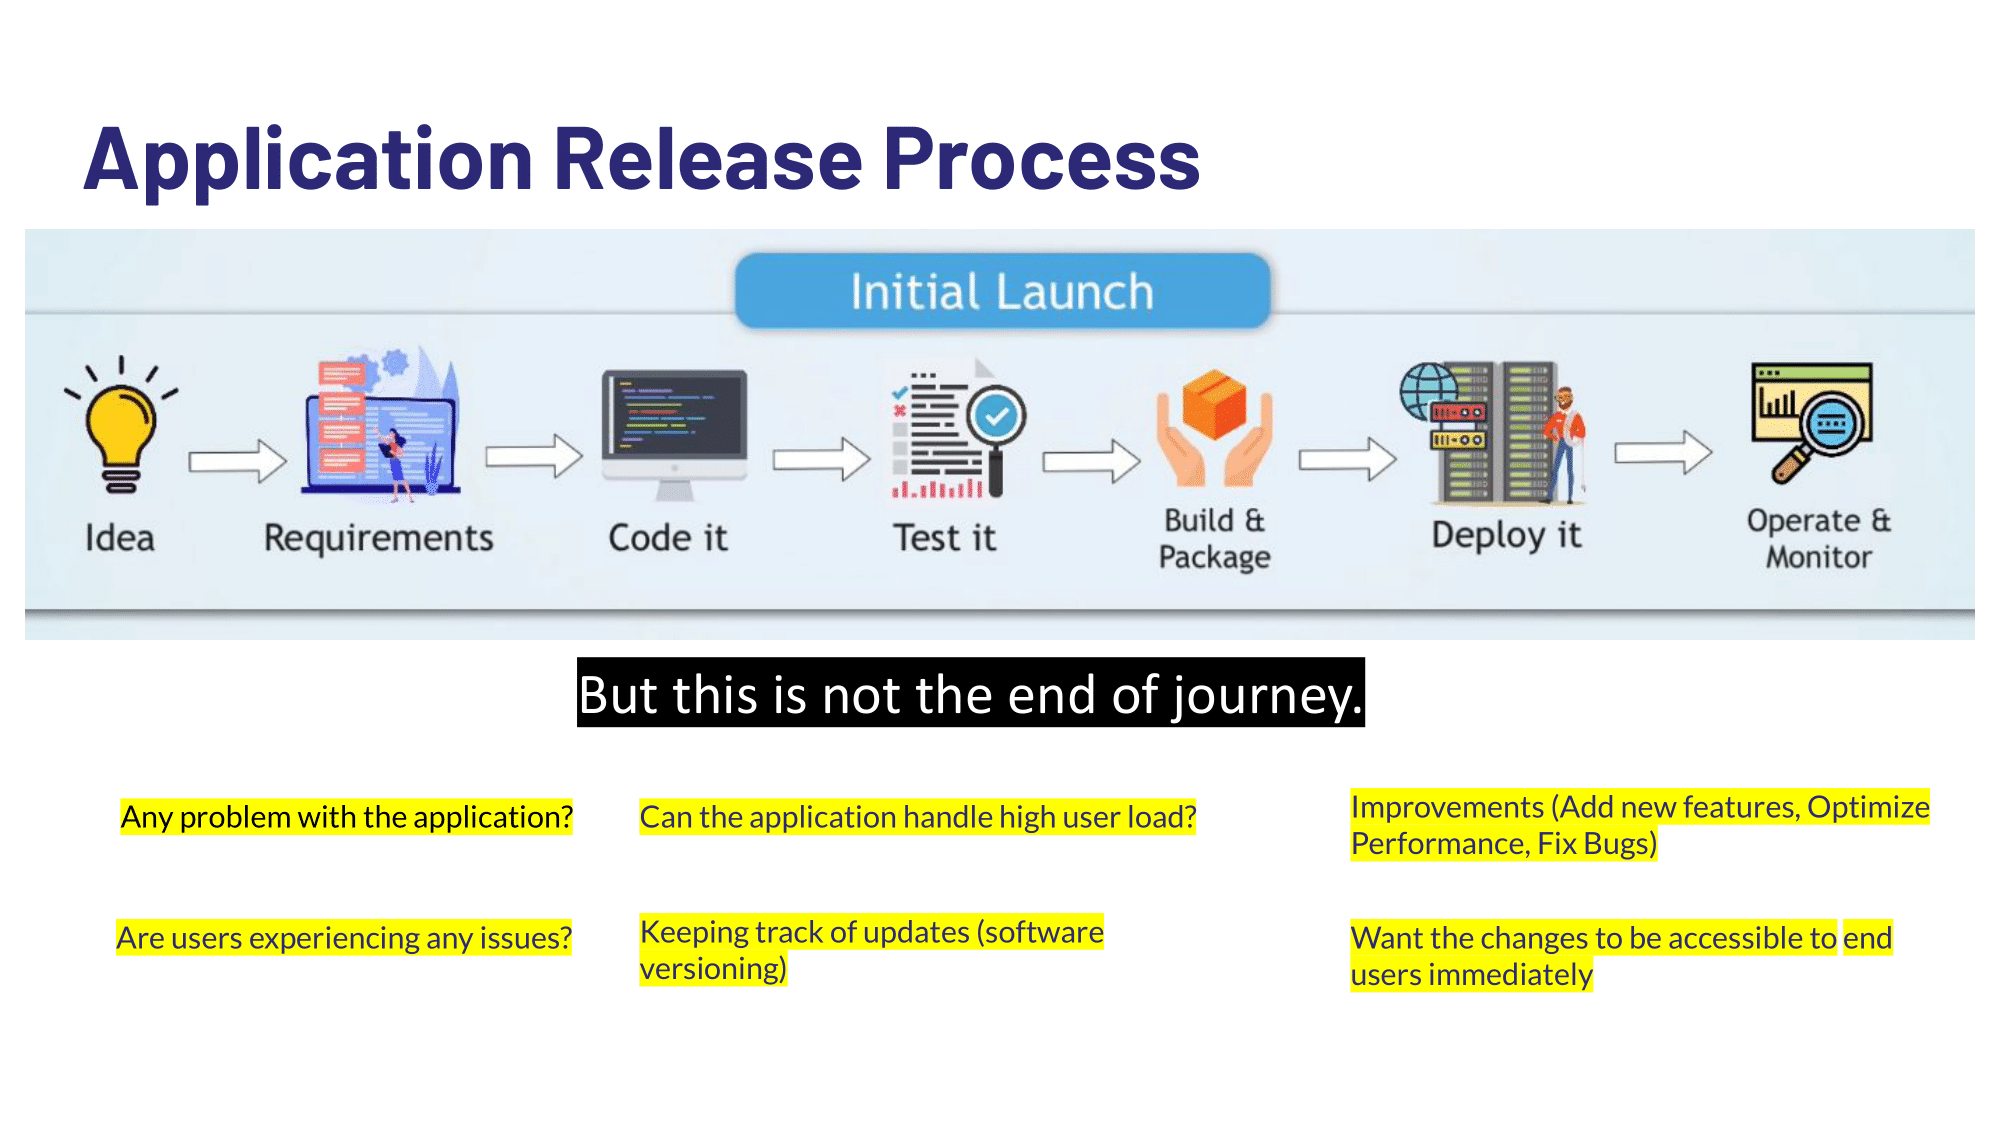 Application Release Process
Initial Launch
Idea
Requirements
Code it
Test it
Build &
Package
Deploy it
Operate &
Monitor
But this is not the end of journey.
Any problem with the application?
Can the application handle high user load?
Improvements (Add new features, Optimize
Performance, Fix Bugs)
Are users experiencing any issues?
Keeping track of updates (software
versioning)
Want the changes to be accessible to end
users immediately